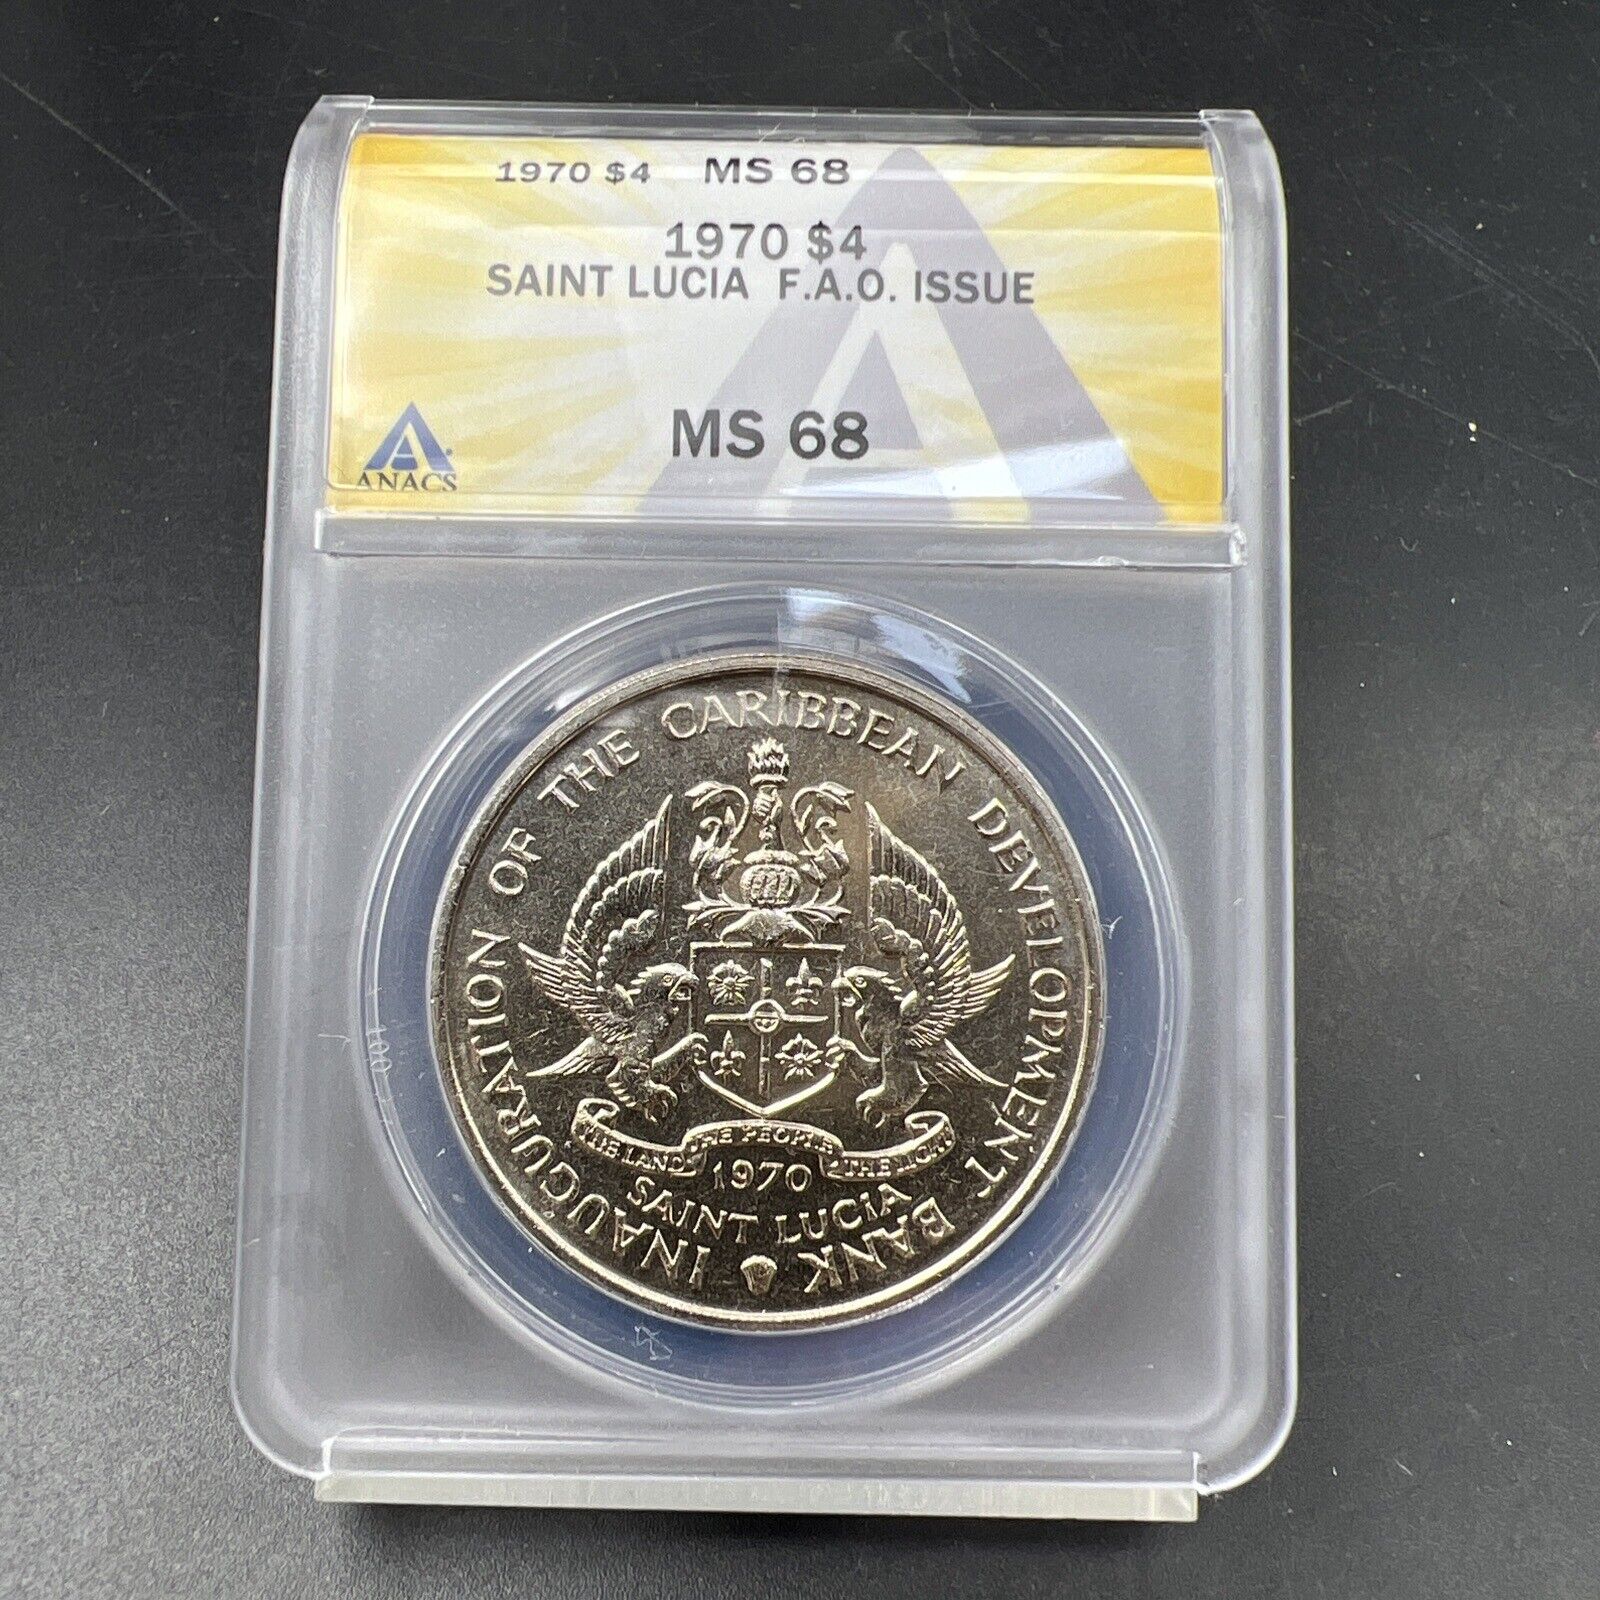 1970 $4 MS 68
1970 $4
SAINT LUCIA F.A.O. ISSUE
MS 68
ANACS
INAUGURATION OF THE CARIBBEAN DEVELOPMENT BANK
THE LAND THE PEOPLE THE LIGHT
1970
SAINT LUCIA